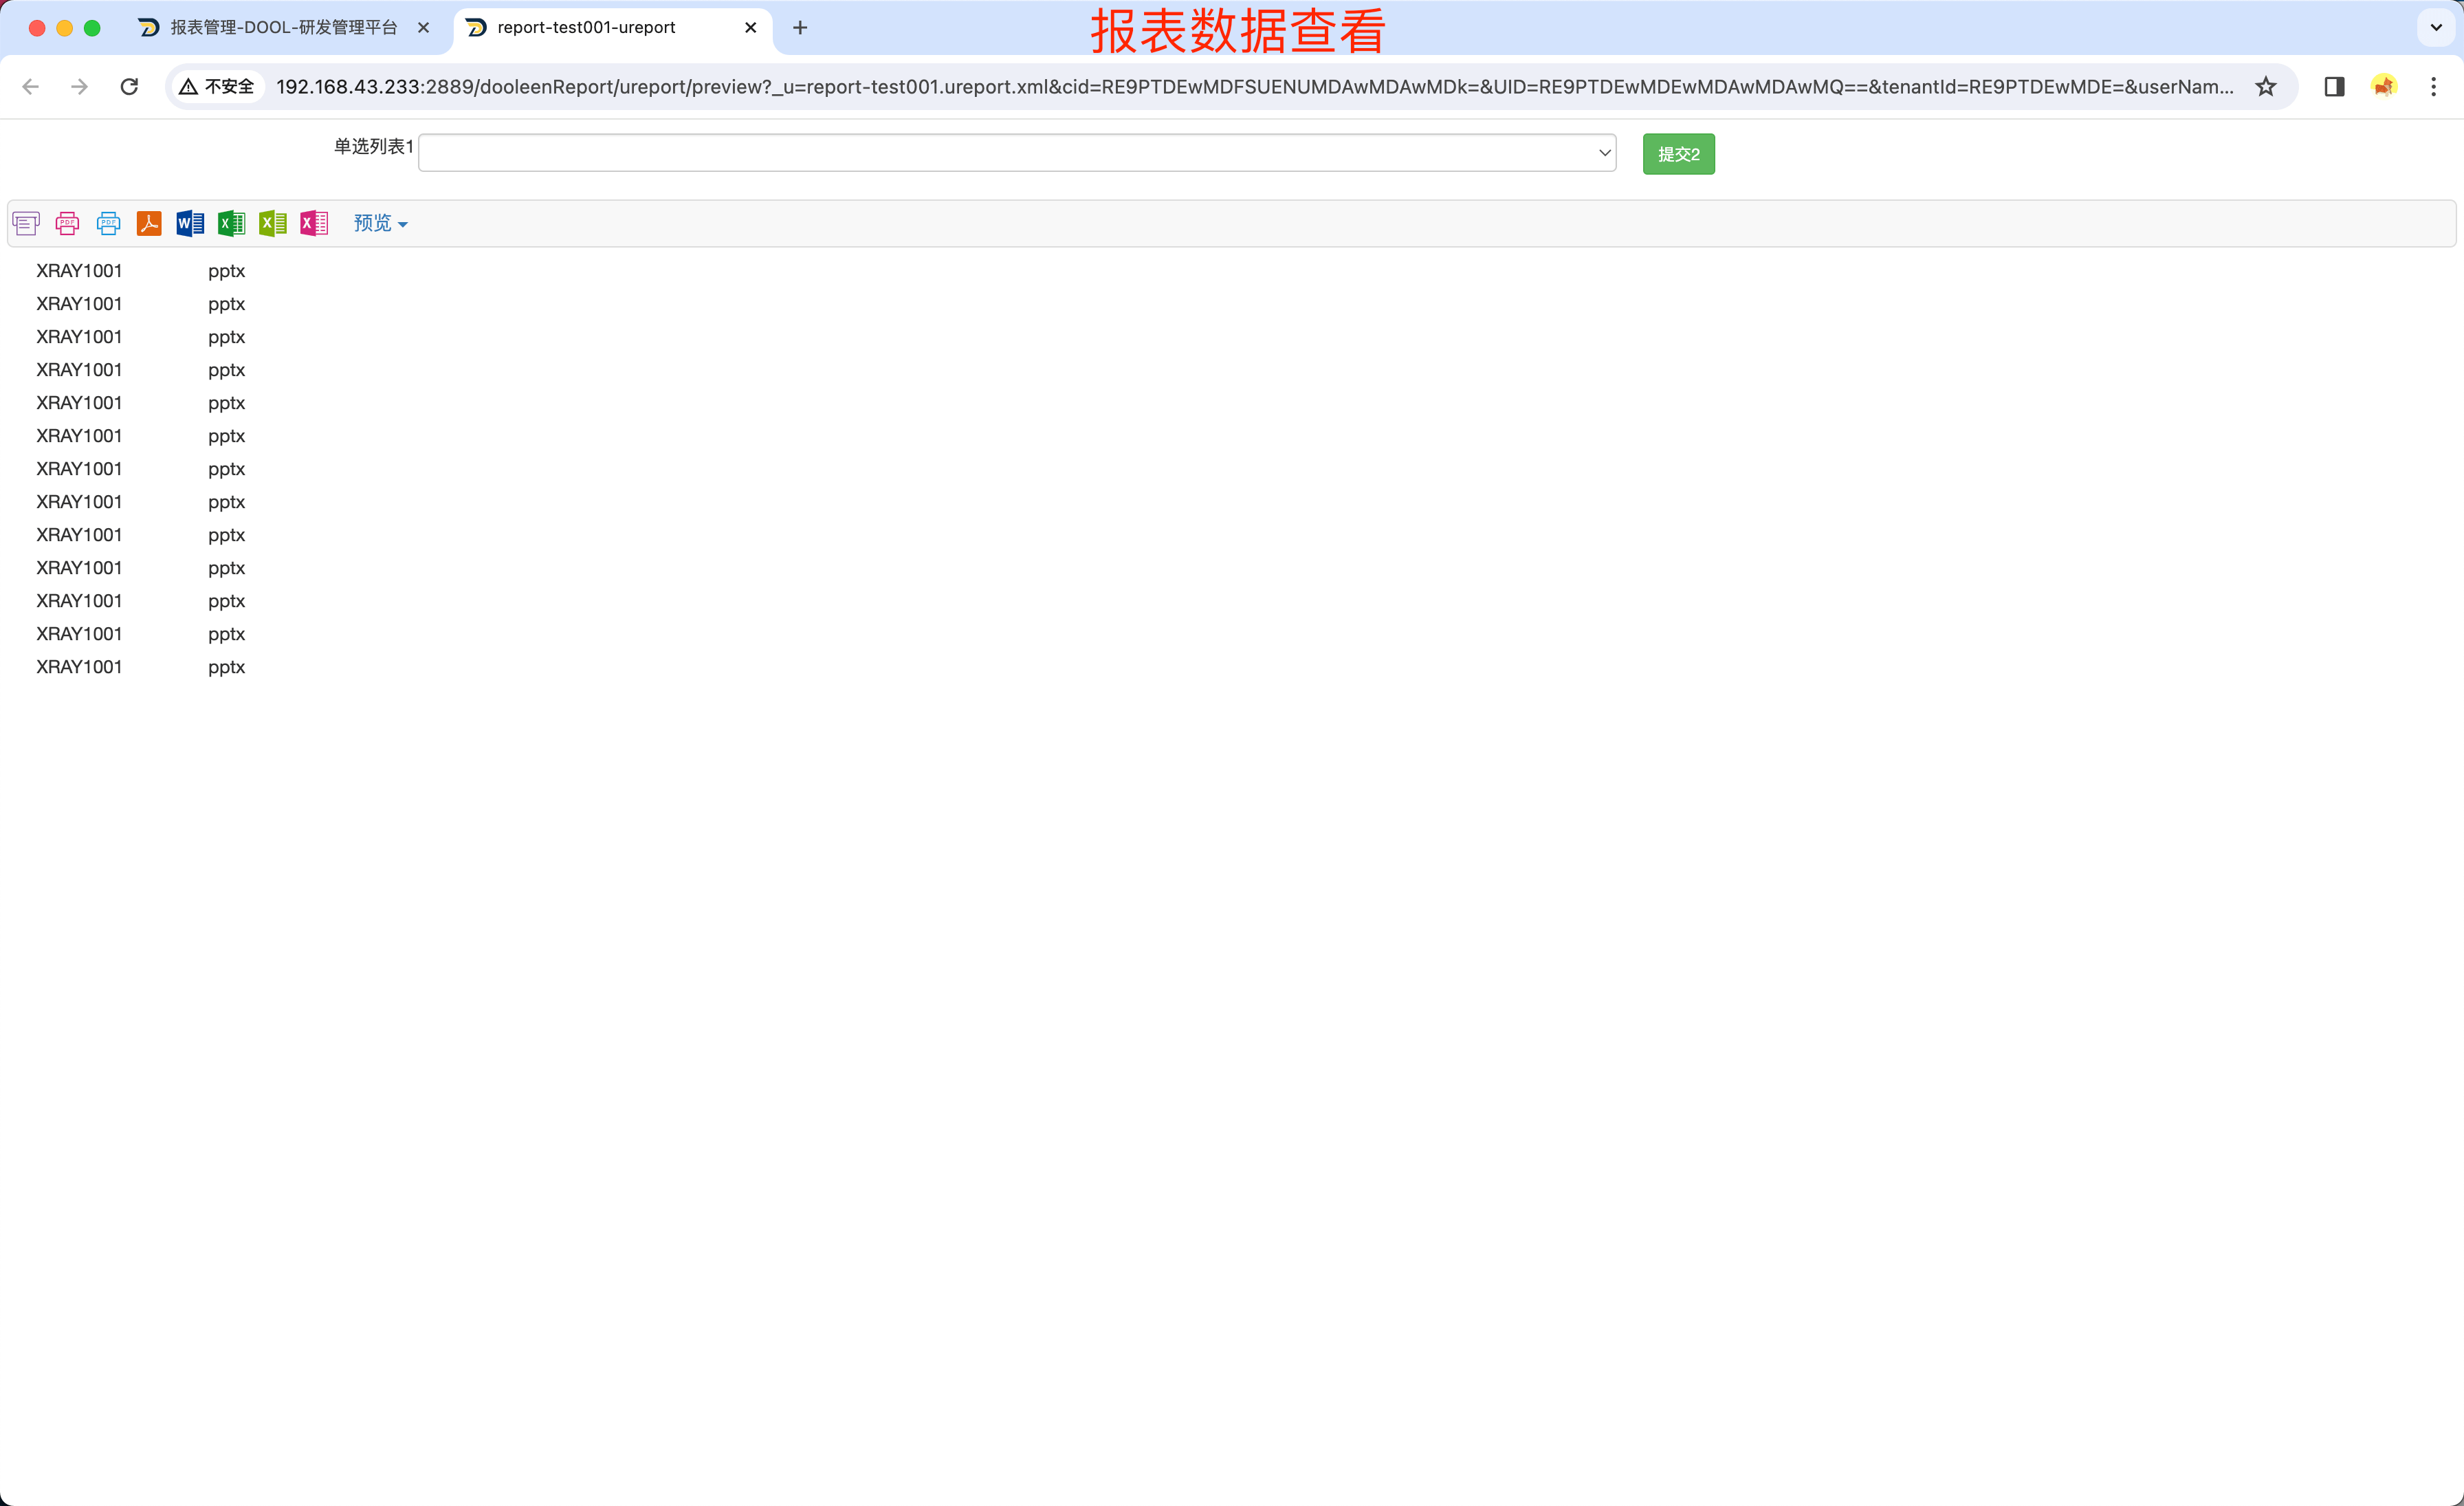 报表管理-DOOL-研发管理平台
report-test001-ureport
报表数据查看
不安全
192.168.43.233:2889/dooleenReport/ureport/preview?_u=report-test001.ureport.xml&cid=RE9PTDEwMDFSUENUMDAwMDAwMDk=&UID=RE9PTDEwMDEwMDAwMDAwMQ==&tenantId=RE9PTDEwMDE=&userNam...
单选列表1
提交2
PDF
PDF
W
X
X
X
预览
XRAY1001 pptx
XRAY1001 pptx
XRAY1001 pptx
XRAY1001 pptx
XRAY1001 pptx
XRAY1001 pptx
XRAY1001 pptx
XRAY1001 pptx
XRAY1001 pptx
XRAY1001 pptx
XRAY1001 pptx
XRAY1001 pptx
XRAY1001 pptx